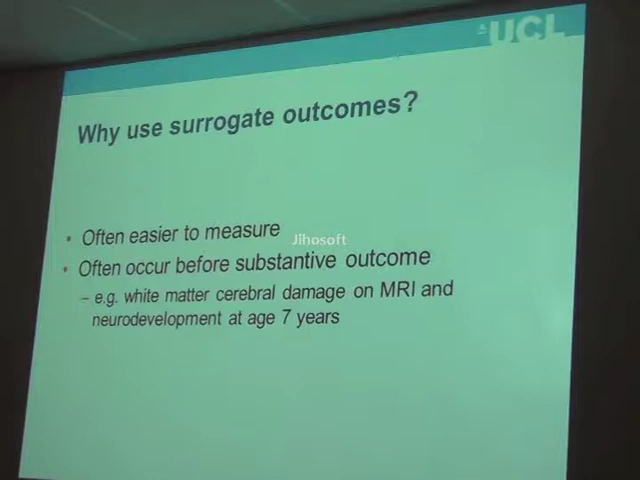 UCL
Why use surrogate outcomes?
• Often easier to measure
Jihosoft
• Often occur before substantive outcome
– e.g. white matter cerebral damage on MRI and
neurodevelopment at age 7 years